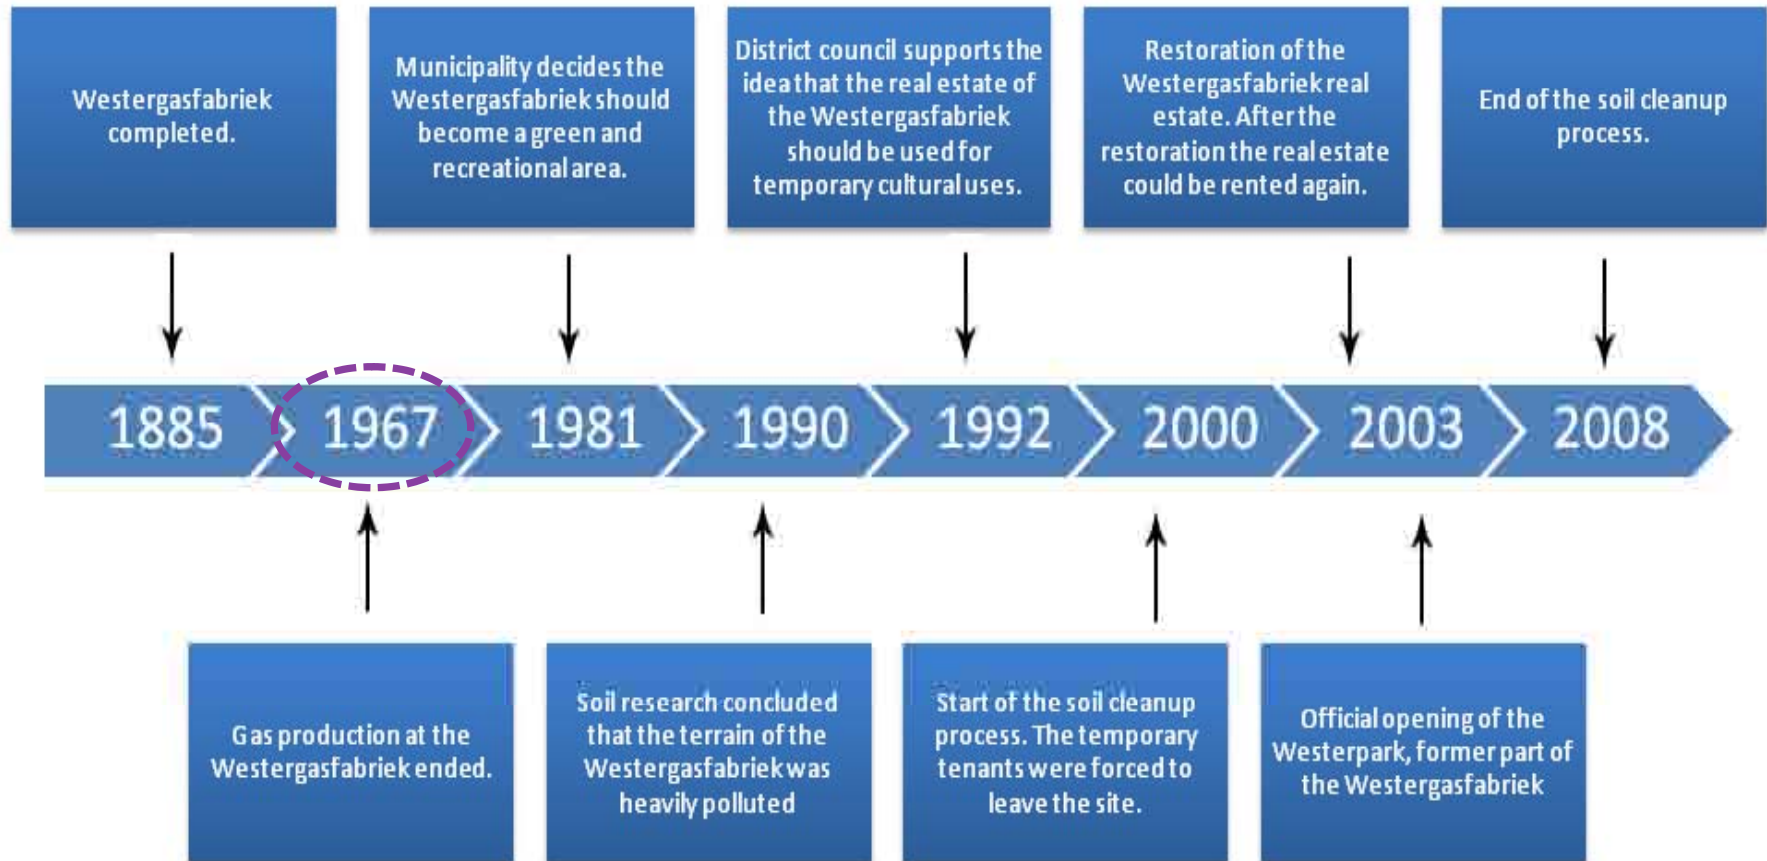 Westergasfabriek
completed.
Municipality decides the
Westergasfabriek should
become a green and
recreational area.
District council supports the
idea that the real estate of
the Westergasfabriek
should be used for
temporary cultural uses.
Restoration of the
Westergasfabriek real
estate. After the
restoration the real estate
could be rented again.
End of the soil cleanup
process.
1885
1967
1981
1990
1992
2000
2003
2008
Gas production at the
Westergasfabriek ended.
Soil research concluded
that the terrain of the
Westergasfabriek was
heavily polluted
Start of the soil cleanup
process. The temporary
tenants were forced to
leave the site.
Official opening of the
Westerpark, former part of
the Westergasfabriek